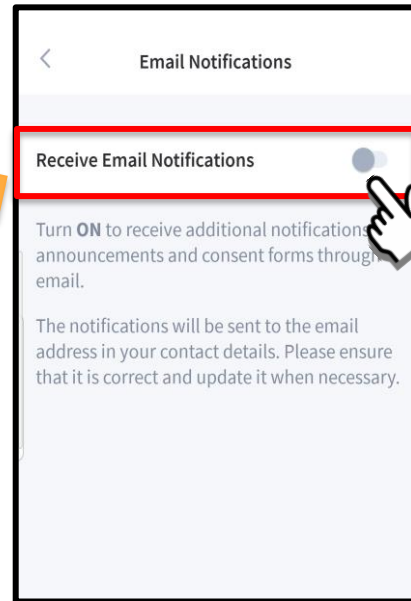 Email Notifications
Receive Email Notifications
Turn ON to receive additional notifications
announcements and consent forms through
email.
The notifications will be sent to the email
address in your contact details. Please ensure
that it is correct and update it when necessary.